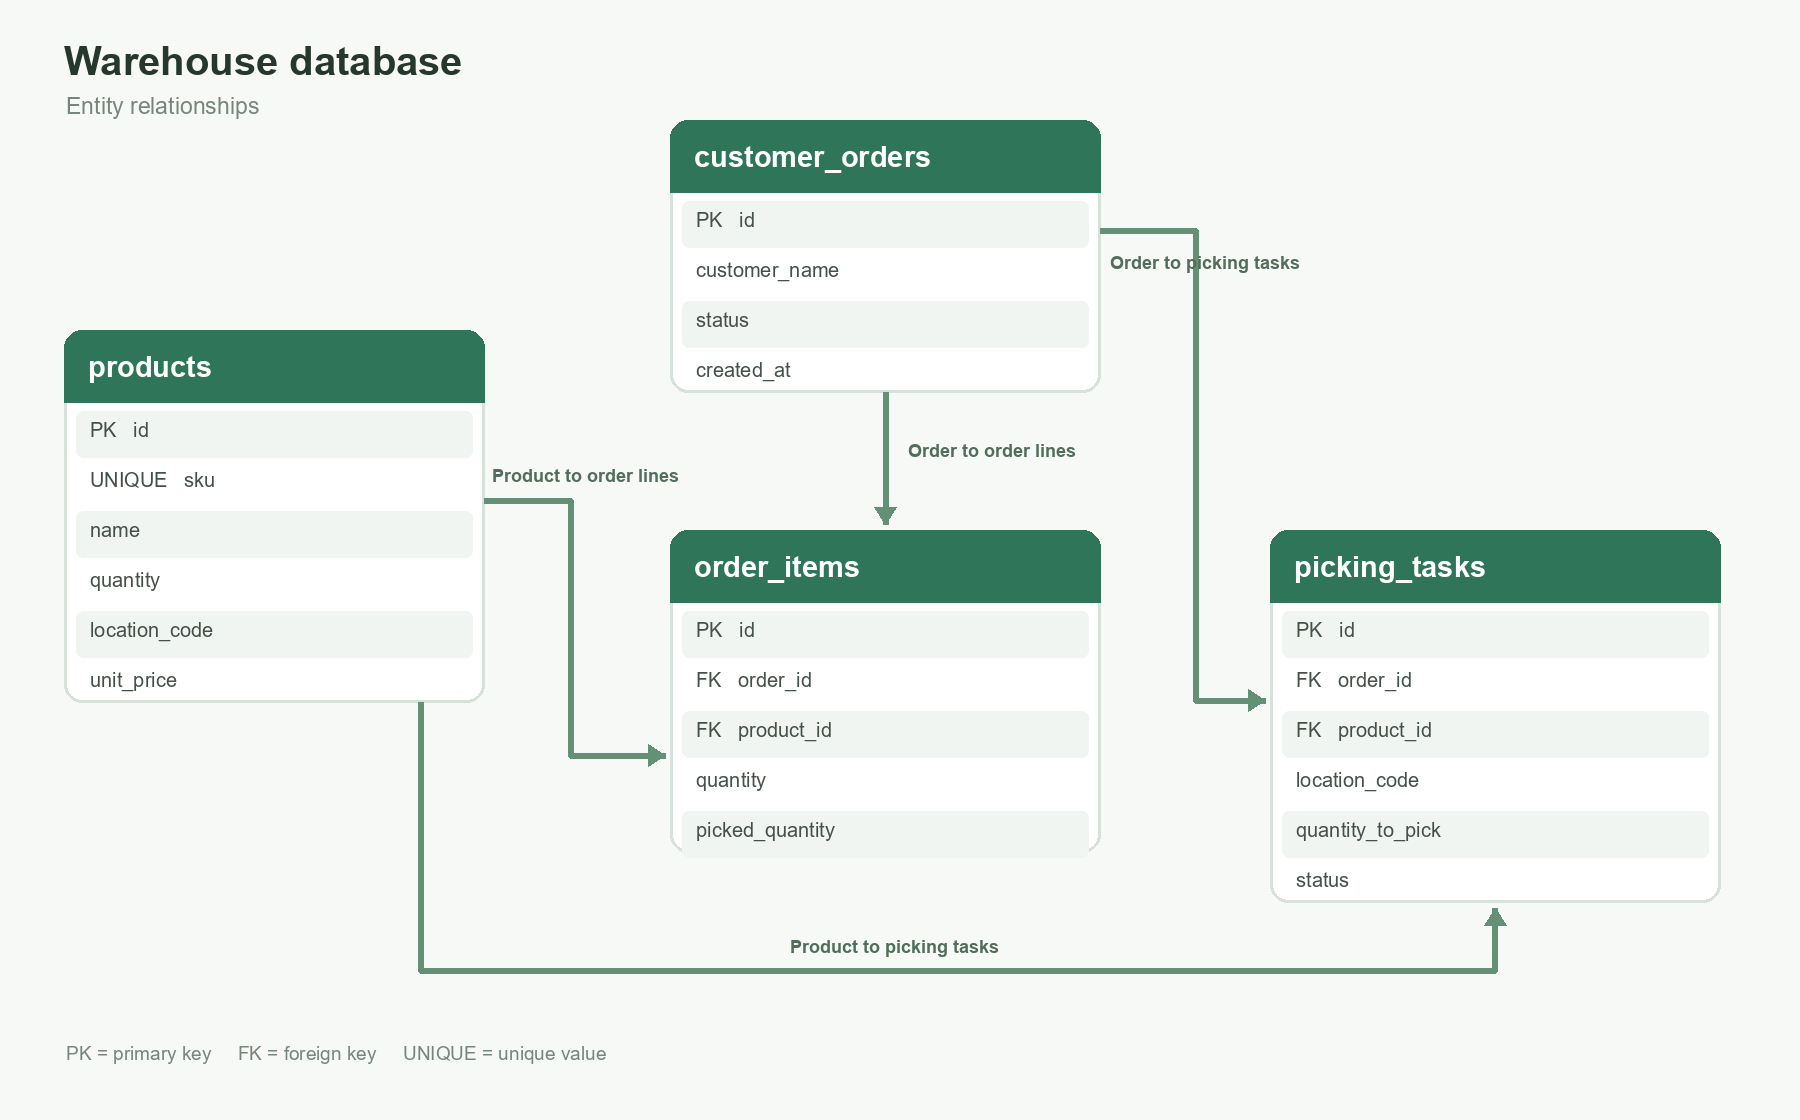 Warehouse database
Entity relationships
customer_orders
PK id
customer_name
status
created_at
Order to picking tasks
products
PK id
UNIQUE sku
name
quantity
location_code
unit_price
Product to order lines
Order to order lines
order_items
PK id
FK order_id
FK product_id
quantity
picked_quantity
picking_tasks
PK id
FK order_id
FK product_id
location_code
quantity_to_pick
status
Product to picking tasks
PK = primary key FK = foreign key UNIQUE = unique value